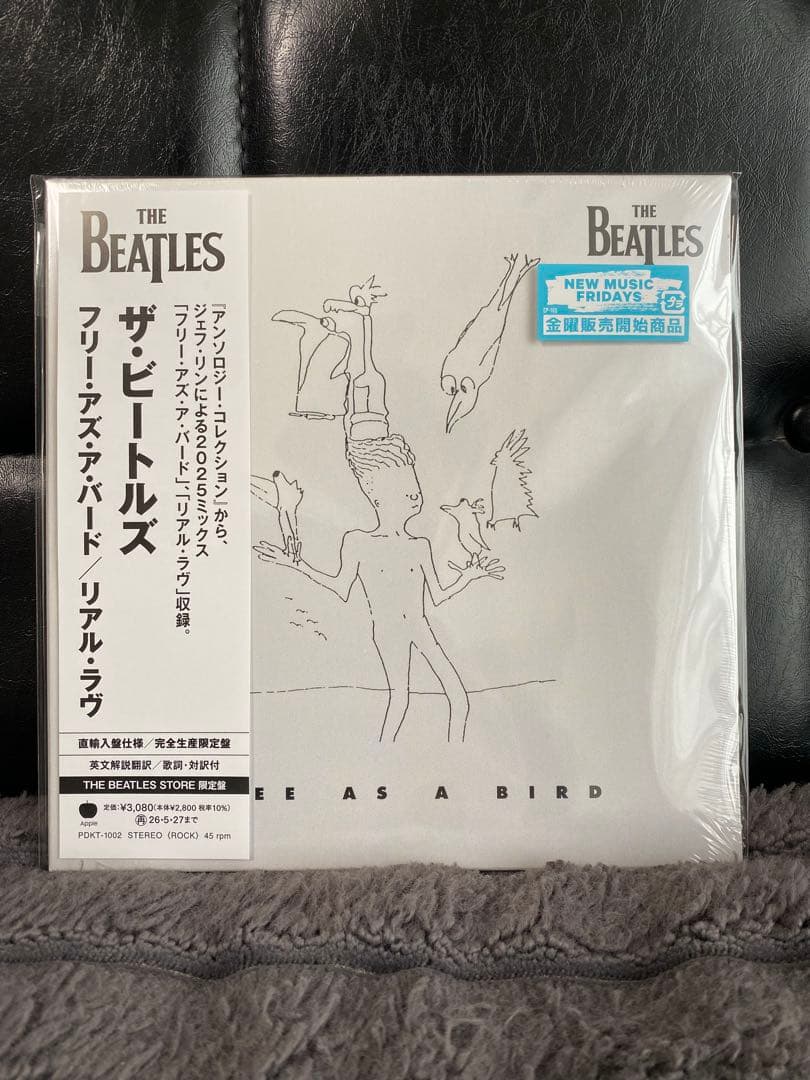 THE
BEATLES
ザ・ビートルズ
フリー・アズ・ア・バード/リアル・ラヴ
『アンソロジー・コレクション』から、
ジェフ・リンによる2025ミックス
「フリー・アズ・ア・バード」、「リアル・ラヴ」収録。
直輸入盤仕様/完全生産限定盤
英文解説翻訳/歌詞・対訳付
THE BEATLES STORE 限定盤
Apple
定価:¥3,080(本体¥2,800 税率10%)
再 26・5・27まで
PDKT-1002 STEREO (ROCK) 45 rpm
THE
BEATLES
NEW MUSIC
FRIDAYS
プラ
金曜販売開始商品
EE AS A BIRD